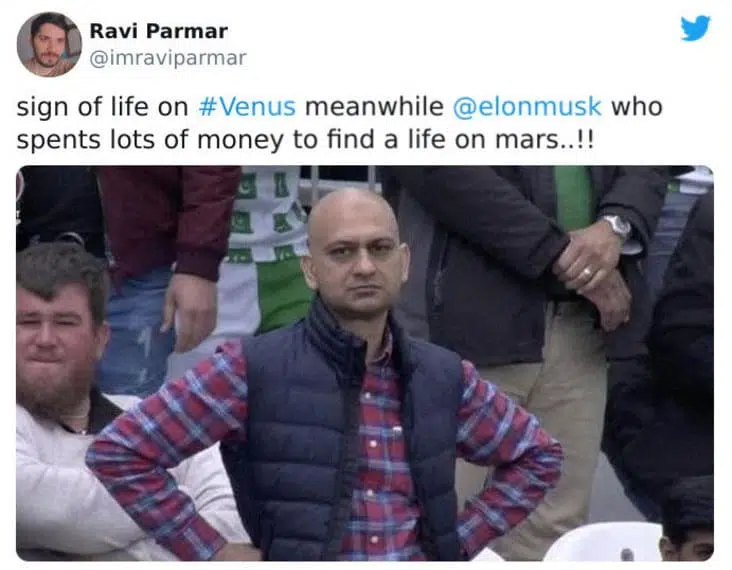 Ravi Parmar
@imraviparmar
sign of life on #Venus meanwhile @elonmusk who
spents lots of money to find a life on mars..!!